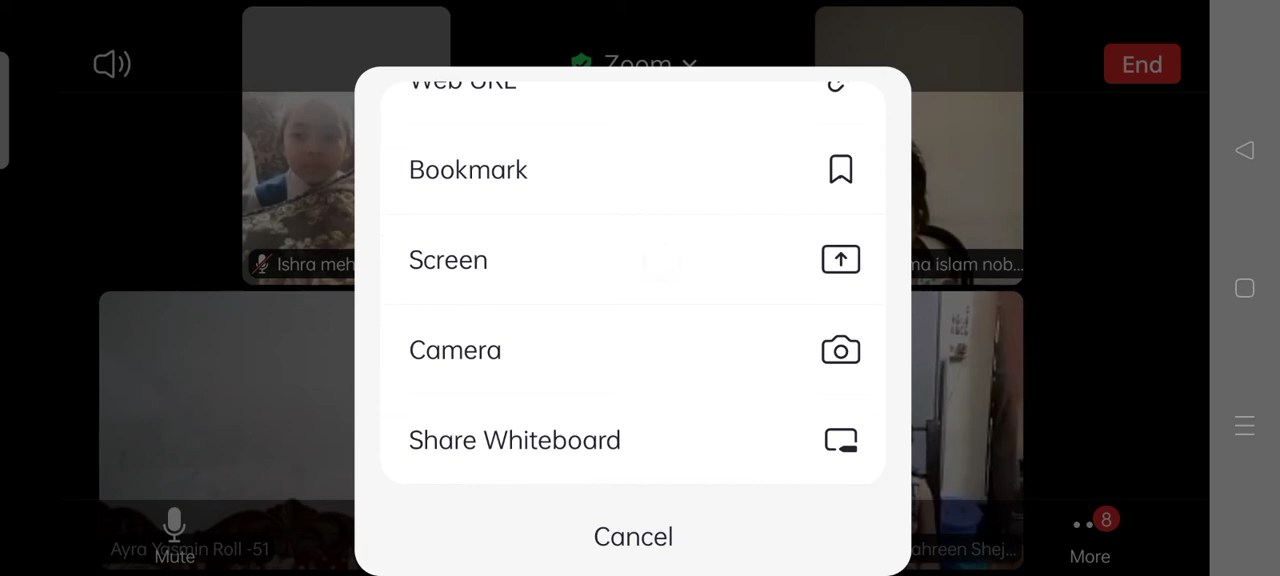 Zoom
End
Web URL
Bookmark
Screen
Ishra meh
ma islam nob...
Camera
Share Whiteboard
8
Cancel
Ayra Yasmin Roll -51
Mute
ahreen Shej...
More